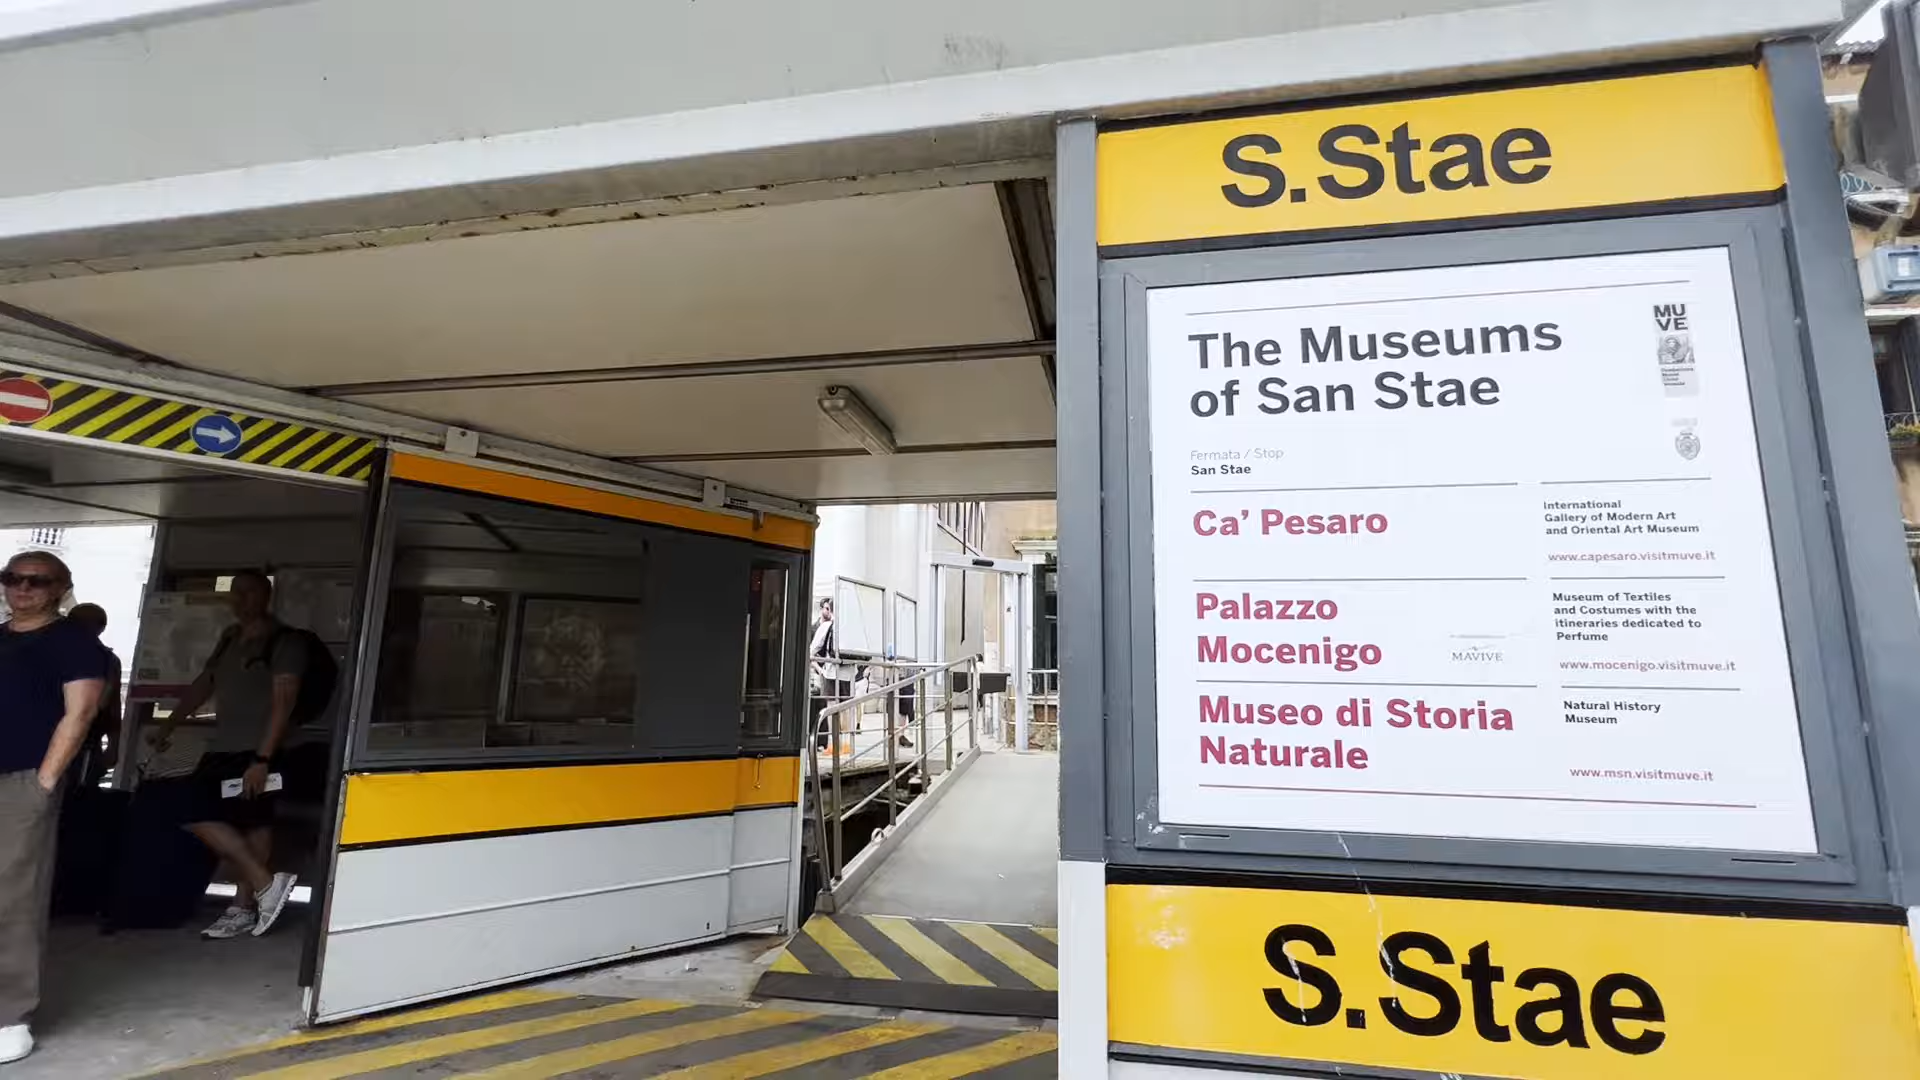 S.Stae
The Museums
of San Stae
MU
VE
Fermata / Stop
San Stae
Ca' Pesaro
International
Gallery of Modern Art
and Oriental Art Museum
www.capesaro.visitmuve.it
Palazzo
Mocenigo
MAVIVE
Museum of Textiles
and Costumes with the
itineraries dedicated to
Perfume
www.mocenigo.visitmuve.it
Museo di Storia
Naturale
Natural History
Museum
www.msn.visitmuve.it
S.Stae